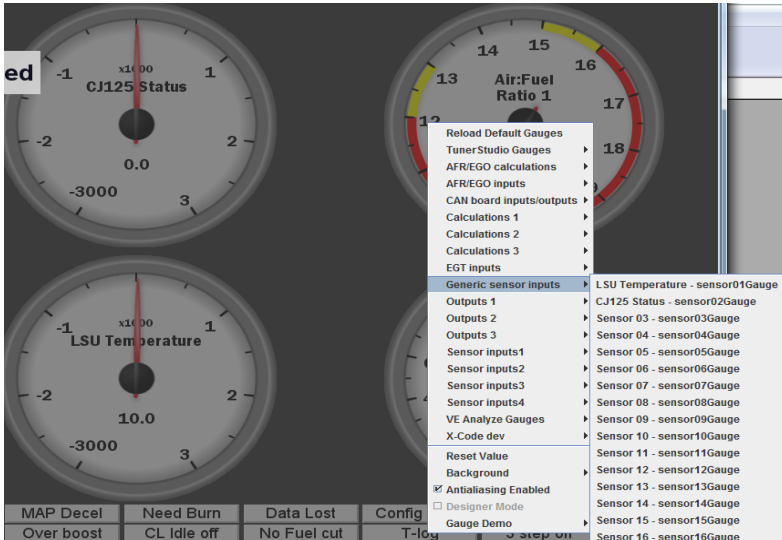 ed
-1
x1000
1
CJ125 Status
-2
2
0.0
-3000
3
14
15
16
13
Air:Fuel
Ratio 1
17
12
18
-1
x1000
1
LSU Temperature
-2
2
10.0
-3000
3
Reload Default Gauges
TunerStudio Gauges
AFR/EGO calculations
AFR/EGO inputs
CAN board inputs/outputs
Calculations 1
Calculations 2
Calculations 3
EGT inputs
Generic sensor inputs
Outputs 1
Outputs 2
Outputs 3
Sensor inputs1
Sensor inputs2
Sensor inputs3
Sensor inputs4
VE Analyze Gauges
X-Code dev
Reset Value
Background
Antialiasing Enabled
Designer Mode
Gauge Demo
LSU Temperature - sensor01Gauge
CJ125 Status - sensor02Gauge
Sensor 03 - sensor03Gauge
Sensor 04 - sensor04Gauge
Sensor 05 - sensor05Gauge
Sensor 06 - sensor06Gauge
Sensor 07 - sensor07Gauge
Sensor 08 - sensor08Gauge
Sensor 09 - sensor09Gauge
Sensor 10 - sensor10Gauge
Sensor 11 - sensor11Gauge
Sensor 12 - sensor12Gauge
Sensor 13 - sensor13Gauge
Sensor 14 - sensor14Gauge
Sensor 15 - sensor15Gauge
Sensor 16 - sensor16Gauge
MAP Decel
Need Burn
Data Lost
Config
Over boost
CL Idle off
No Fuel cut
T-log
3 step off